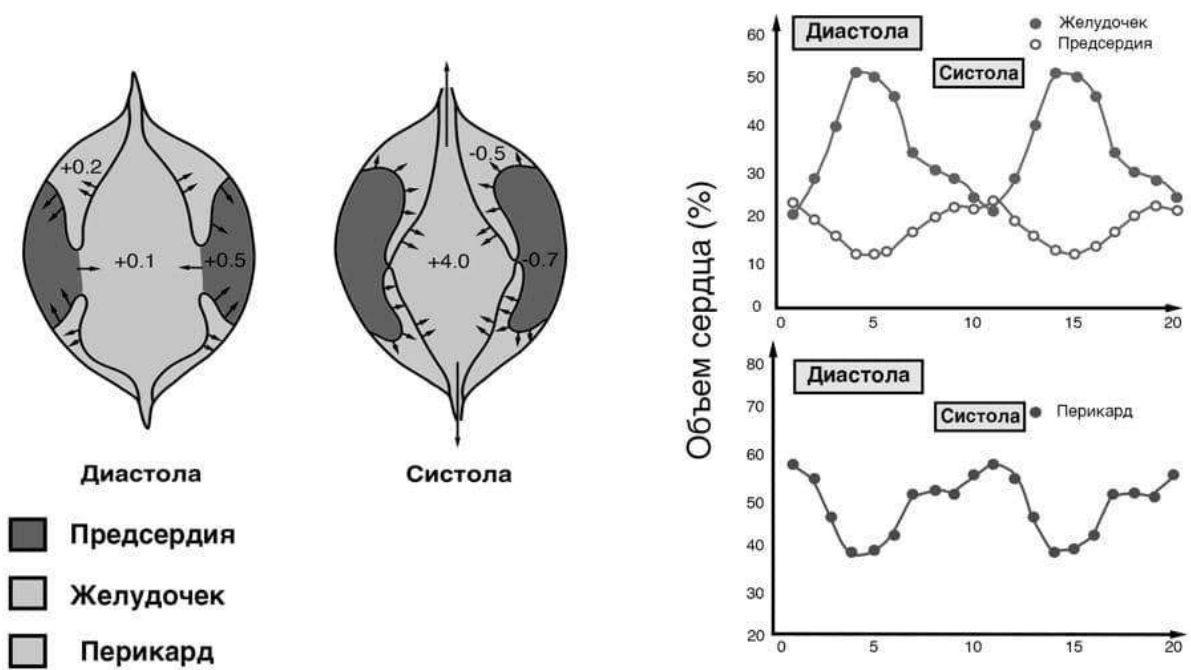 +0.2
+0.1
+0.5
-0.5
+4.0
-0.7
Диастола
Систола
Предсердия
Желудочек
Перикард
Объем сердца (%)
Диастола
Систола
Желудочек
Предсердия
60
50
40
30
20
10
0
0 5 10 15 20
Диастола
Систола
Перикард
80
70
60
50
40
30
20
0 5 10 15 20